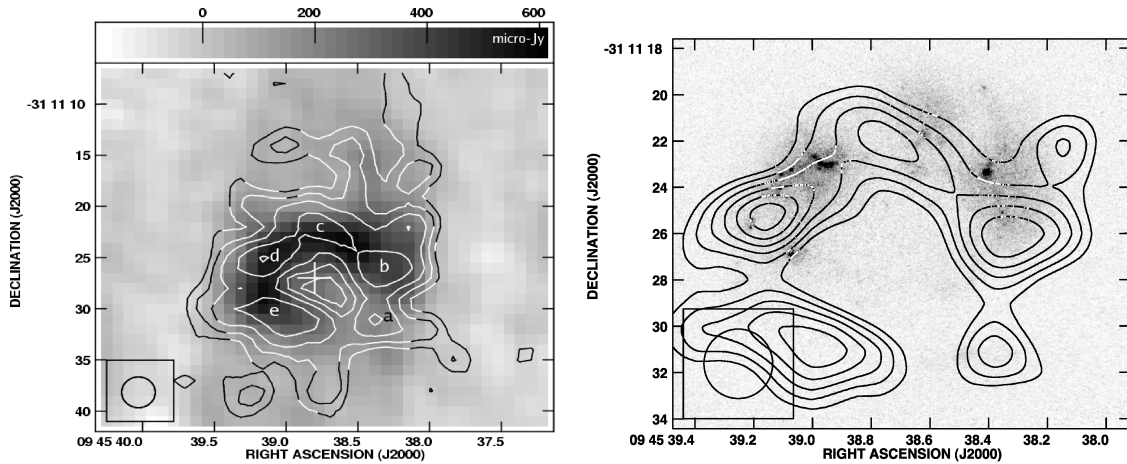 0 200 400 600
micro-Jy
-31 11 10
15
20
25
30
35
40
DECLINATION (J2000)
c
d
b
e
a
09 45 40.0 39.5 39.0 38.5 38.0 37.5
RIGHT ASCENSION (J2000)
-31 11 18
20
22
24
26
28
30
32
34
DECLINATION (J2000)
09 45 39.4 39.2 39.0 38.8 38.6 38.4 38.2 38.0
RIGHT ASCENSION (J2000)